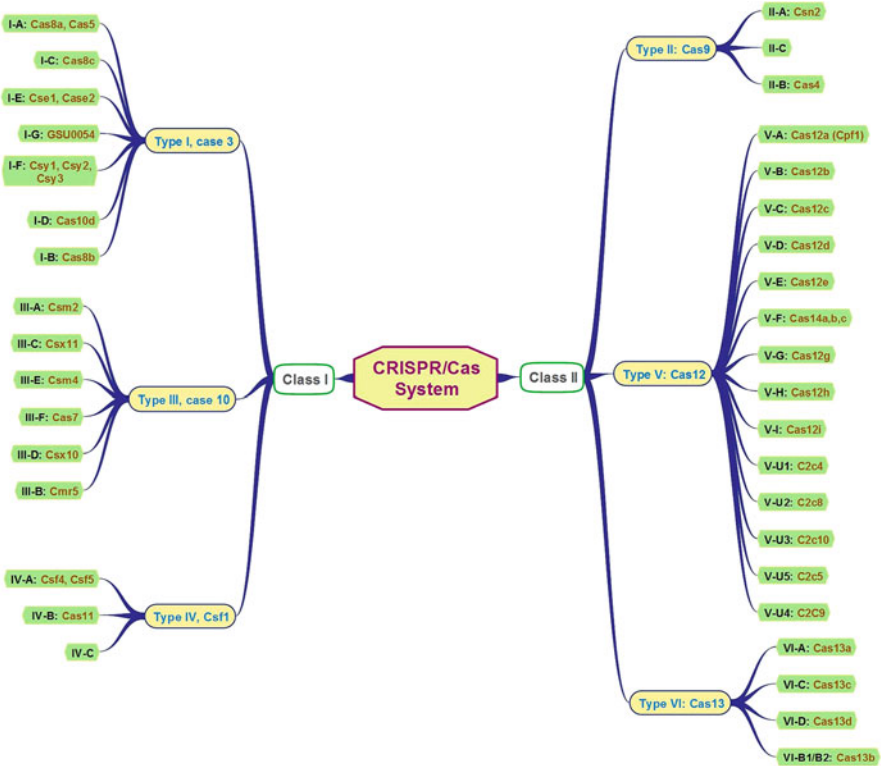 CRISPR/Cas
System
Class I
Type I, case 3
I-A: Cas8a, Cas5
I-C: Cas8c
I-E: Cse1, Case2
I-G: GSU0054
I-F: Csy1, Csy2,
Csy3
I-D: Cas10d
I-B: Cas8b
Type III, case 10
III-A: Csm2
III-C: Csx11
III-E: Csm4
III-F: Cas7
III-D: Csx10
III-B: Cmr5
Type IV, Csf1
IV-A: Csf4, Csf5
IV-B: Cas11
IV-C
Class II
Type II: Cas9
II-A: Csn2
II-C
II-B: Cas4
Type V: Cas12
V-A: Cas12a (Cpf1)
V-B: Cas12b
V-C: Cas12c
V-D: Cas12d
V-E: Cas12e
V-F: Cas14a,b,c
V-G: Cas12g
V-H: Cas12h
V-I: Cas12i
V-U1: C2c4
V-U2: C2c8
V-U3: C2c10
V-U5: C2c5
V-U4: C2C9
Type VI: Cas13
VI-A: Cas13a
VI-C: Cas13c
VI-D: Cas13d
VI-B1/B2: Cas13b